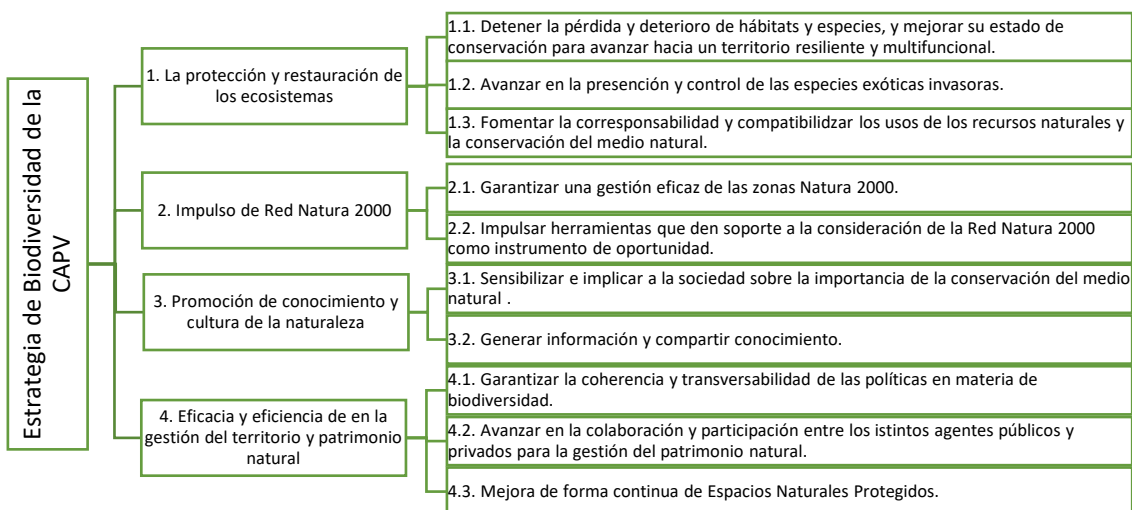 Estrategia de Biodiversidad de la
CAPV
1. La protección y restauración de
los ecosistemas
1.1. Detener la pérdida y deterioro de hábitats y especies, y mejorar su estado de
conservación para avanzar hacia un territorio resiliente y multifuncional.
1.2. Avanzar en la presención y control de las especies exóticas invasoras.
1.3. Fomentar la corresponsabilidad y compatibilidzar los usos de los recursos naturales y
la conservación del medio natural.
2. Impulso de Red Natura 2000
2.1. Garantizar una gestión eficaz de las zonas Natura 2000.
2.2. Impulsar herramientas que den soporte a la consideración de la Red Natura 2000
como instrumento de oportunidad.
3. Promoción de conocimiento y
cultura de la naturaleza
3.1. Sensibilizar e implicar a la sociedad sobre la importancia de la conservación del medio
natural .
3.2. Generar información y compartir conocimiento.
4. Eficacia y eficiencia de en la
gestión del territorio y patrimonio
natural
4.1. Garantizar la coherencia y transversabilidad de las políticas en materia de
biodiversidad.
4.2. Avanzar en la colaboración y participación entre los istintos agentes públicos y
privados para la gestión del patrimonio natural.
4.3. Mejora de forma continua de Espacios Naturales Protegidos.